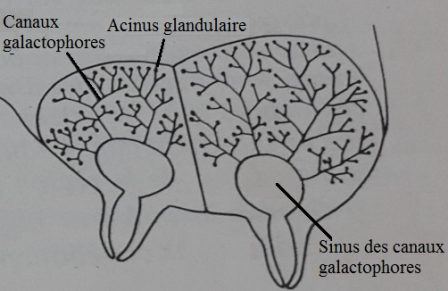 Canaux
galactophores
Acinus glandulaire
Sinus des canaux
galactophores